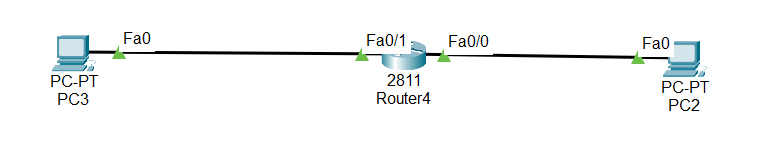 Fa0
Fa0/1
Fa0/0
Fa0
PC-PT
PC3
2811
Router4
PC-PT
PC2